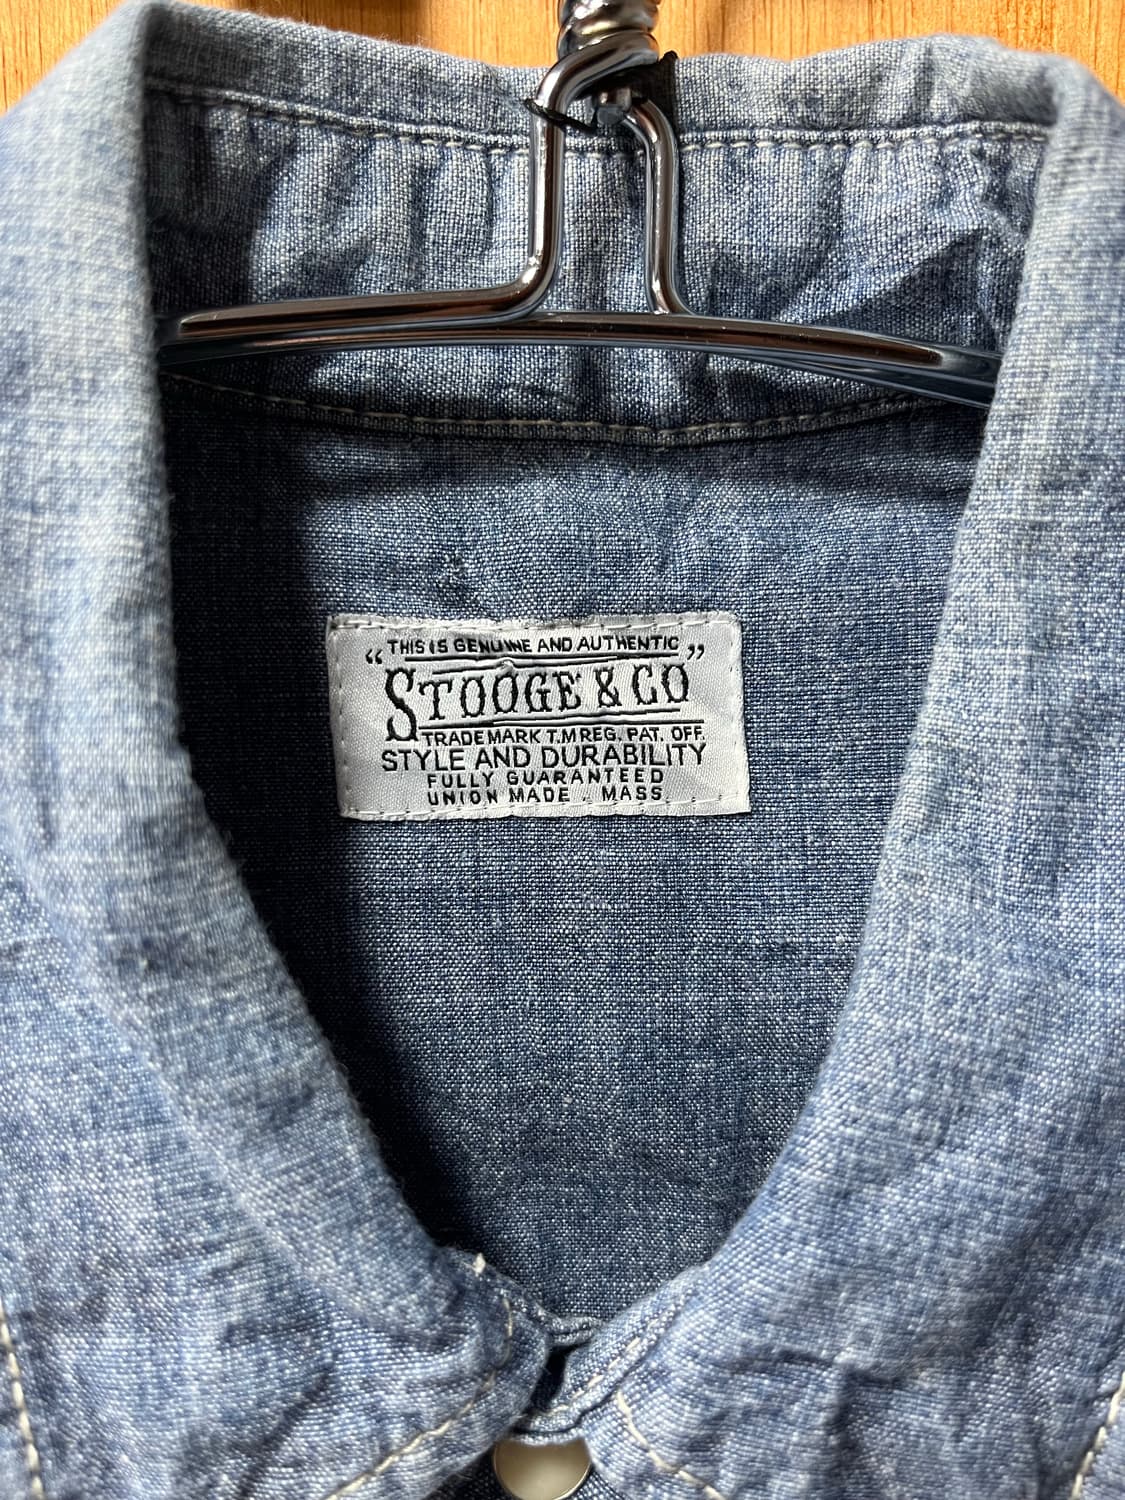 THIS IS GENUINE AND AUTHENTIC
“STOOGE & CO”
TRADE MARK T.M REG. PAT. OFF.
STYLE AND DURABILITY
FULLY GUARANTEED
UNION MADE . MASS